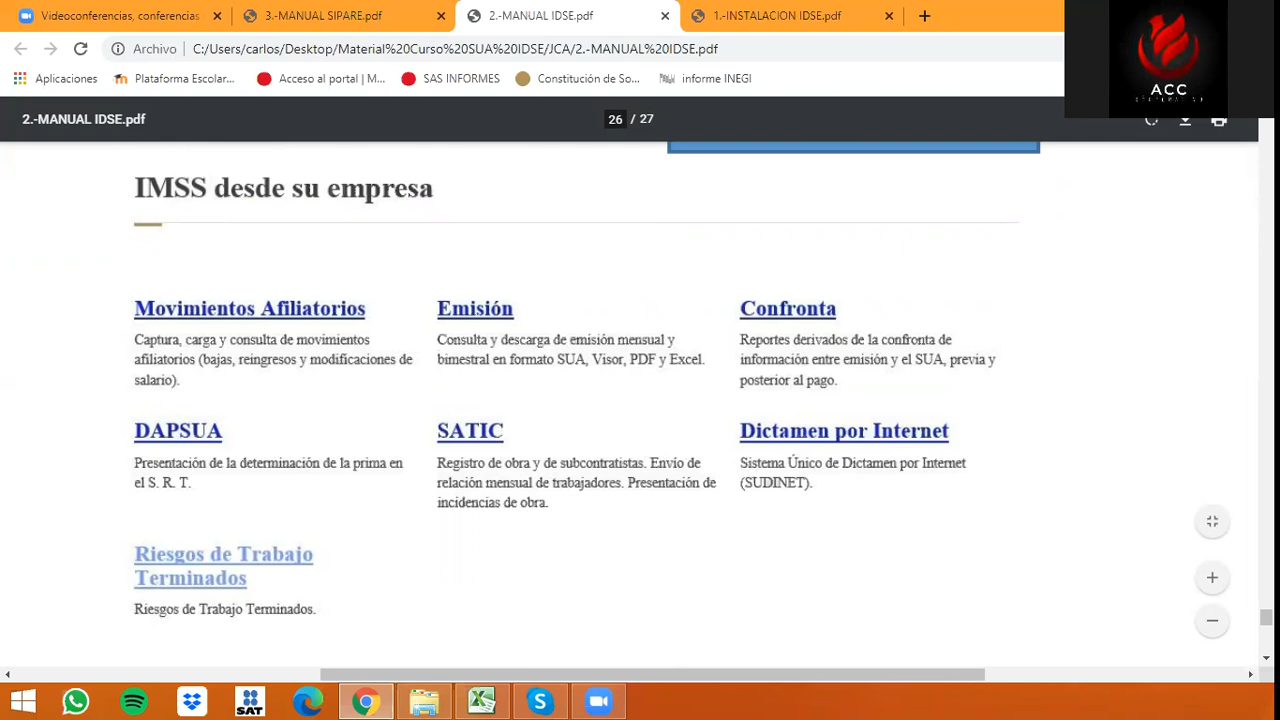 Videoconferencias, conferencias
3.-MANUAL SIPARE.pdf
2.-MANUAL IDSE.pdf
1.-INSTALACION IDSE.pdf
Archivo
C:/Users/carlos/Desktop/Material%20Curso%20SUA%20IDSE/JCA/2.-MANUAL%20IDSE.pdf
Aplicaciones
Plataforma Escolar...
Acceso al portal | M...
SAS INFORMES
Constitución de So...
informe INEGI
ACC
2.-MANUAL IDSE.pdf
26 / 27
IMSS desde su empresa
Movimientos Afiliatorios
Captura, carga y consulta de movimientos
afiliatorios (bajas, reingresos y modificaciones de
salario).
Emisión
Consulta y descarga de emisión mensual y
bimestral en formato SUA, Visor, PDF y Excel.
Confronta
Reportes derivados de la confronta de
información entre emisión y el SUA, previa y
posterior al pago.
DAPSUA
Presentación de la determinación de la prima en
el S. R. T.
SATIC
Registro de obra y de subcontratistas. Envío de
relación mensual de trabajadores. Presentación de
incidencias de obra.
Dictamen por Internet
Sistema Único de Dictamen por Internet
(SUDINET).
Riesgos de Trabajo
Terminados
Riesgos de Trabajo Terminados.
SAT